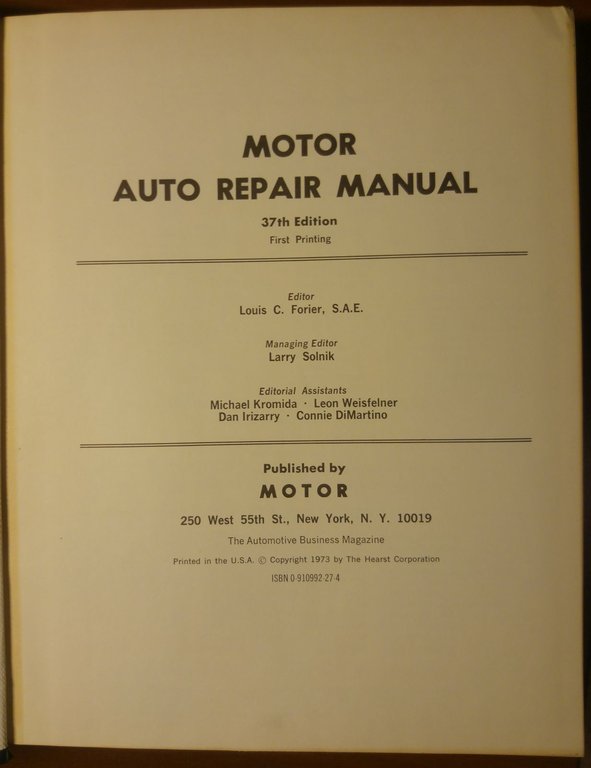 MOTOR
AUTO REPAIR MANUAL
37th Edition
First Printing
Editor
Louis C. Forier, S.A.E.
Managing Editor
Larry Solnik
Editorial Assistants
Michael Kromida · Leon Weisfelner
Dan Irizarry · Connie DiMartino
Published by
MOTOR
250 West 55th St., New York, N. Y. 10019
The Automotive Business Magazine
Printed in the U.S.A. © Copyright 1973 by The Hearst Corporation
ISBN 0-910992-27-4